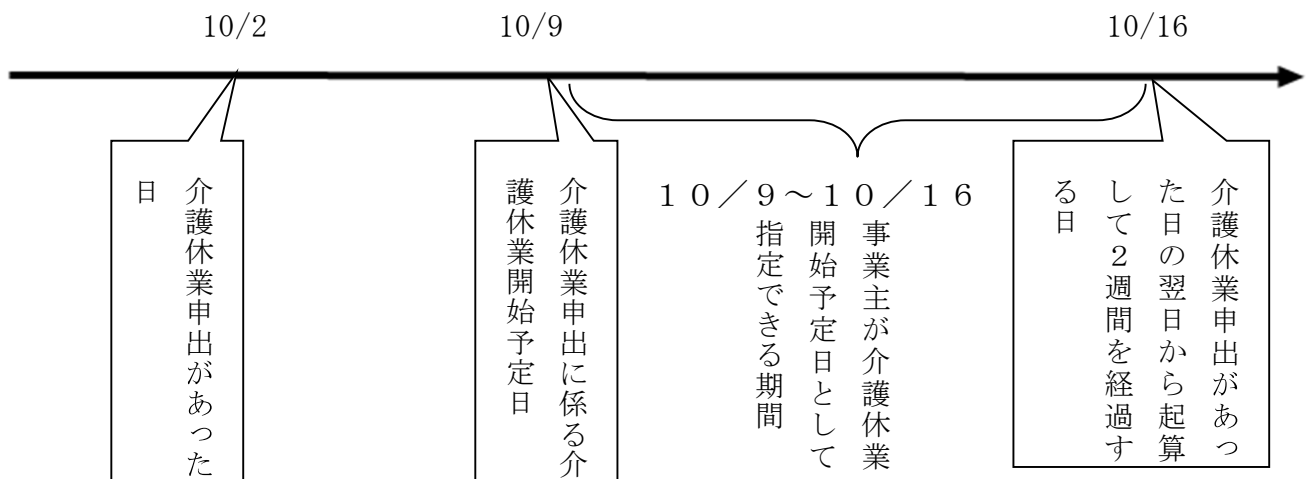 10/2
10/9
10/16
介護休業申出があった
日
介護休業申出に係る介
護休業開始予定日
10/9～10/16
事業主が介護休業
開始予定日として
指定できる期間
介護休業申出があっ
た日の翌日から起算
して２週間を経過す
る日